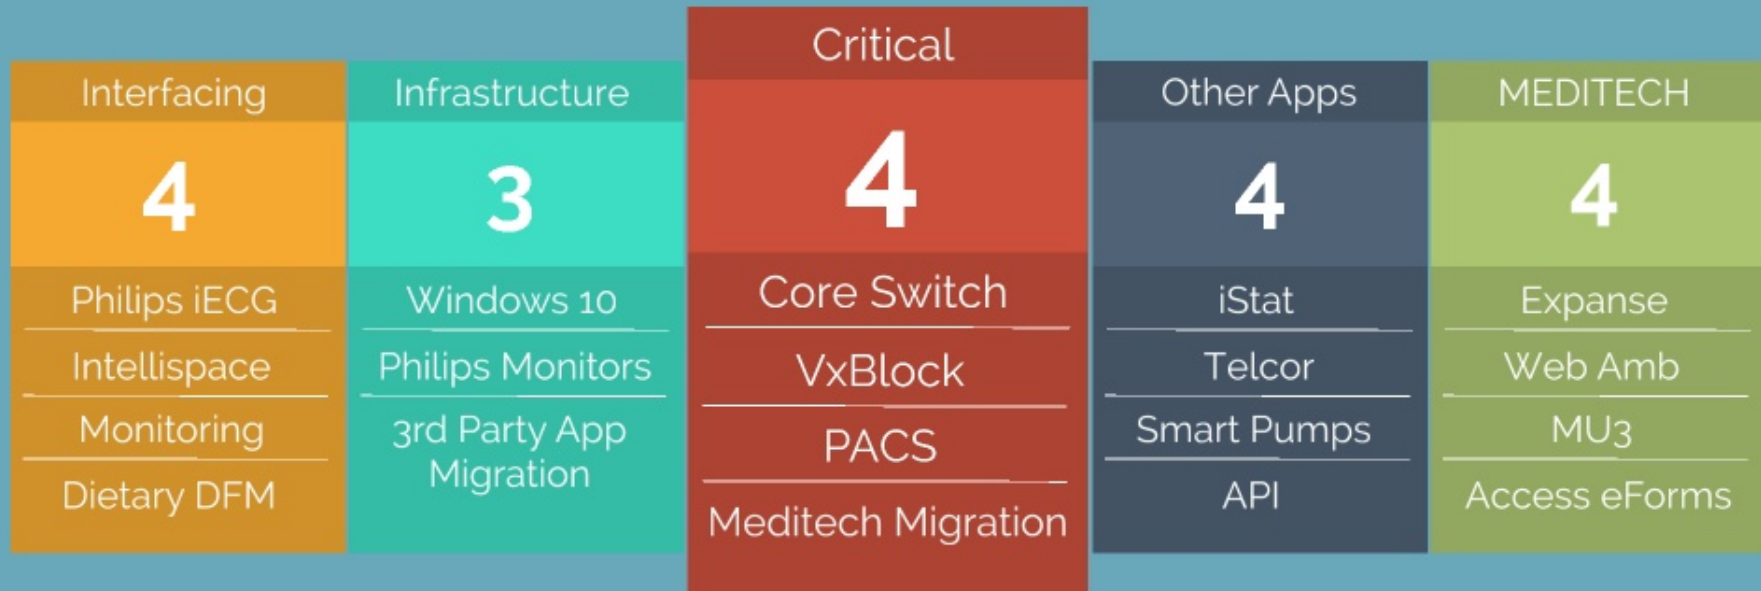 Interfacing
4
Philips iECG
Intellispace
Monitoring
Dietary DFM
Infrastructure
3
Windows 10
Philips Monitors
3rd Party App
Migration
Critical
4
Core Switch
VxBlock
PACS
Meditech Migration
Other Apps
4
iStat
Telcor
Smart Pumps
API
MEDITECH
4
Expanse
Web Amb
MU3
Access eForms